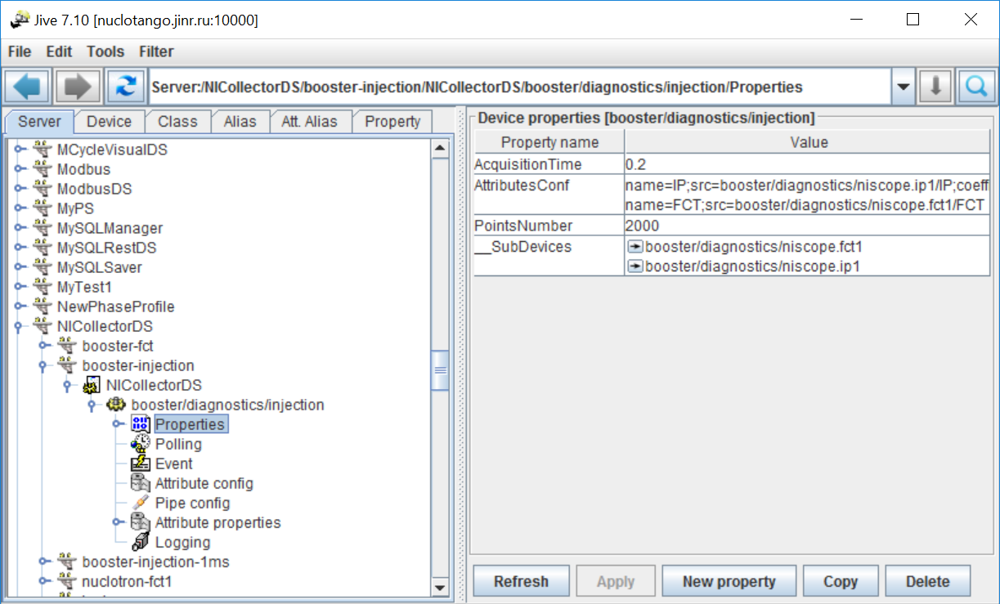 Jive 7.10 [nuclotango.jinr.ru:10000]
File Edit Tools Filter
Server:/NICollectorDS/booster-injection/NICollectorDS/booster/diagnostics/injection/Properties
Server Device Class Alias Att. Alias Property
MCycleVisualDS
Modbus
ModbusDS
MyPS
MySQLManager
MySQLRestDS
MySQLSaver
MyTest1
NewPhaseProfile
NICollectorDS
booster-fct
booster-injection
NICollectorDS
booster/diagnostics/injection
Properties
Polling
Event
Attribute config
Pipe config
Attribute properties
Logging
booster-injection-1ms
nuclotron-fct1
Device properties [booster/diagnostics/injection]
Property name Value
AcquisitionTime 0.2
AttributesConf name=IP;src=booster/diagnostics/niscope.ip1/IP;coeff
name=FCT;src=booster/diagnostics/niscope.fct1/FCT
PointsNumber 2000
__SubDevices booster/diagnostics/niscope.fct1
booster/diagnostics/niscope.ip1
Refresh Apply New property Copy Delete